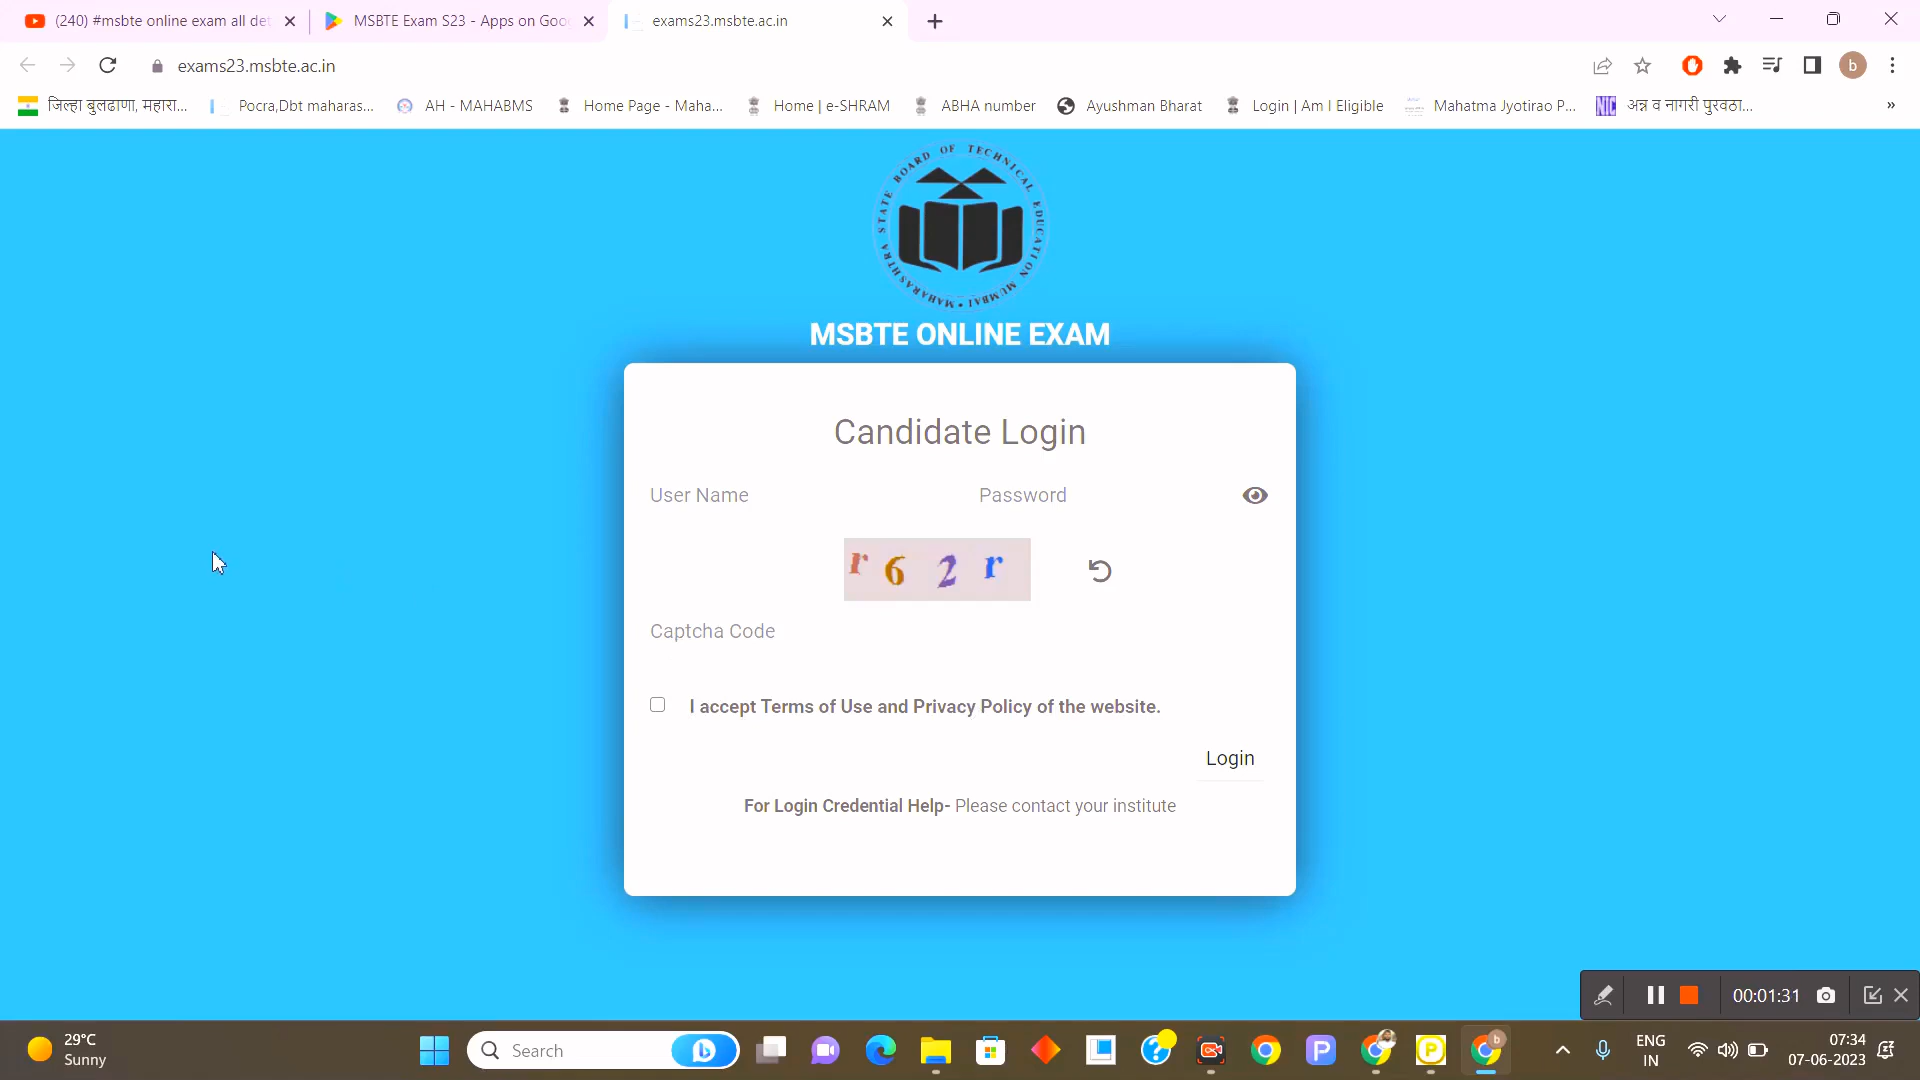 (240) #msbte online exam all det
MSBTE Exam S23 - Apps on Goo
exams23.msbte.ac.in
exams23.msbte.ac.in
b
जिल्हा बुलढाणा, महारा...
Pocra,Dbt maharas...
AH - MAHABMS
Home Page - Maha...
Home | e-SHRAM
ABHA number
Ayushman Bharat
Login | Am I Eligible
Mahatma Jyotirao P...
NIC
अन्न व नागरी पुरवठा...
»
MAHARASHTRA STATE BOARD OF TECHNICAL EDUCATION MUMBAI
MSBTE ONLINE EXAM
Candidate Login
User Name
Password
r 6 2 r
Captcha Code
I accept Terms of Use and Privacy Policy of the website.
Login
For Login Credential Help- Please contact your institute
00:01:31
29°C
Sunny
Search
ENG
IN
07:34
07-06-2023